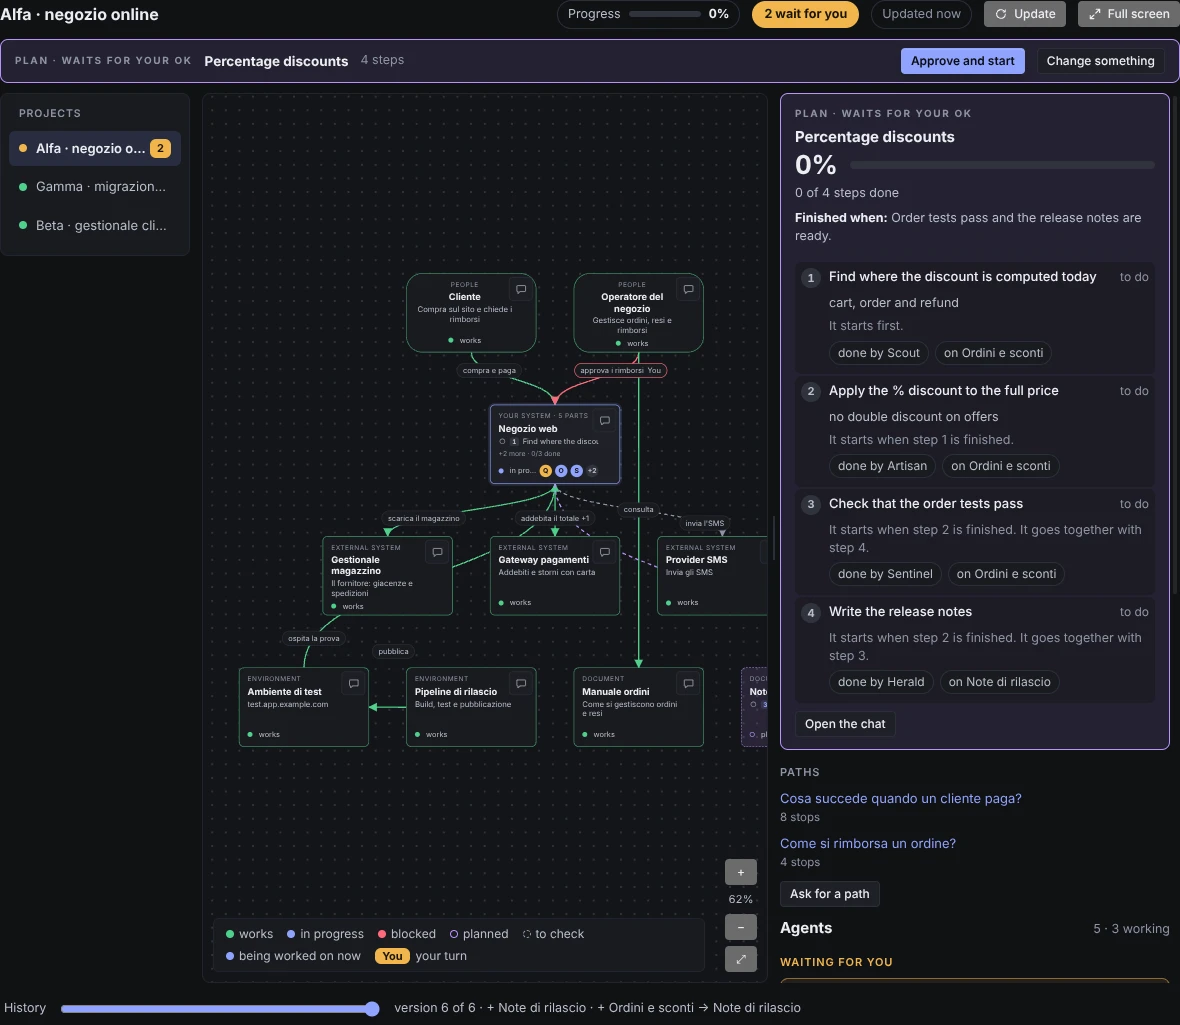 Alfa · negozio online
Progress 0%
2 wait for you
Updated now
Update
Full screen
PLAN · WAITS FOR YOUR OK Percentage discounts 4 steps
Approve and start
Change something
PROJECTS
Alfa · negozio o... 2
Gamma · migrazion...
Beta · gestionale cli...
PEOPLE
Cliente
Compra sul sito e chiede i
rimborsi
works
PEOPLE
Operatore del
negozio
Gestisce ordini, resi e
rimborsi
works
compra e paga
approva i rimborsi You
YOUR SYSTEM · 5 PARTS
Negozio web
1 Find where the discou
+2 more · 0/3 done
in pro... Q O S +2
scarica il magazzino
addebita il totale +1
consulta
invia l'SMS
EXTERNAL SYSTEM
Gestionale
magazzino
Il fornitore: giacenze e
spedizioni
works
EXTERNAL SYSTEM
Gateway pagamenti
Addebiti e storni con carta
works
EXTERNAL SYSTEM
Provider SMS
Invia gli SMS
works
ospita la prova
pubblica
ENVIRONMENT
Ambiente di test
test.app.example.com
works
ENVIRONMENT
Pipeline di rilascio
Build, test e pubblicazione
works
DOCUMENT
Manuale ordini
Come si gestiscono ordini
e resi
works
DOCU
Note
3
pl
+
62%
−
works
in progress
blocked
planned
to check
being worked on now
You your turn
PLAN · WAITS FOR YOUR OK
Percentage discounts
0%
0 of 4 steps done
Finished when: Order tests pass and the release notes are
ready.
1 Find where the discount is computed today to do
cart, order and refund
It starts first.
done by Scout on Ordini e sconti
2 Apply the % discount to the full price to do
no double discount on offers
It starts when step 1 is finished.
done by Artisan on Ordini e sconti
3 Check that the order tests pass to do
It starts when step 2 is finished. It goes together with
step 4.
done by Sentinel on Ordini e sconti
4 Write the release notes to do
It starts when step 2 is finished. It goes together with
step 3.
done by Herald on Note di rilascio
Open the chat
PATHS
Cosa succede quando un cliente paga?
8 stops
Come si rimborsa un ordine?
4 stops
Ask for a path
Agents 5 · 3 working
WAITING FOR YOU
History version 6 of 6 · + Note di rilascio · + Ordini e sconti → Note di rilascio